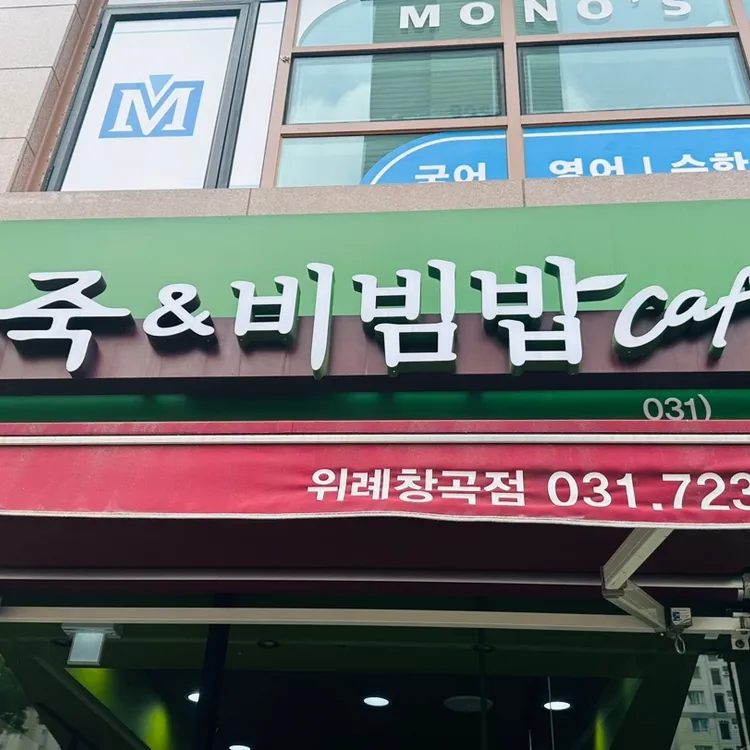 MONO'S
M
국어 영어 | 수학
죽&비빔밥 caf
031)
위례창곡점 031.723